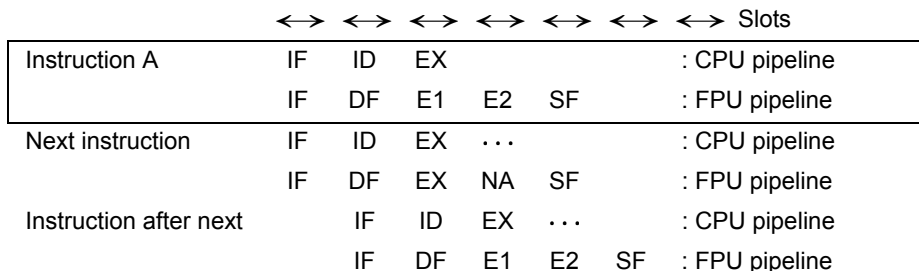 ←→ ←→ ←→ ←→ ←→ ←→ ←→ Slots
Instruction A IF ID EX : CPU pipeline
IF DF E1 E2 SF : FPU pipeline
Next instruction IF ID EX ··· : CPU pipeline
IF DF EX NA SF : FPU pipeline
Instruction after next IF ID EX ··· : CPU pipeline
IF DF E1 E2 SF : FPU pipeline